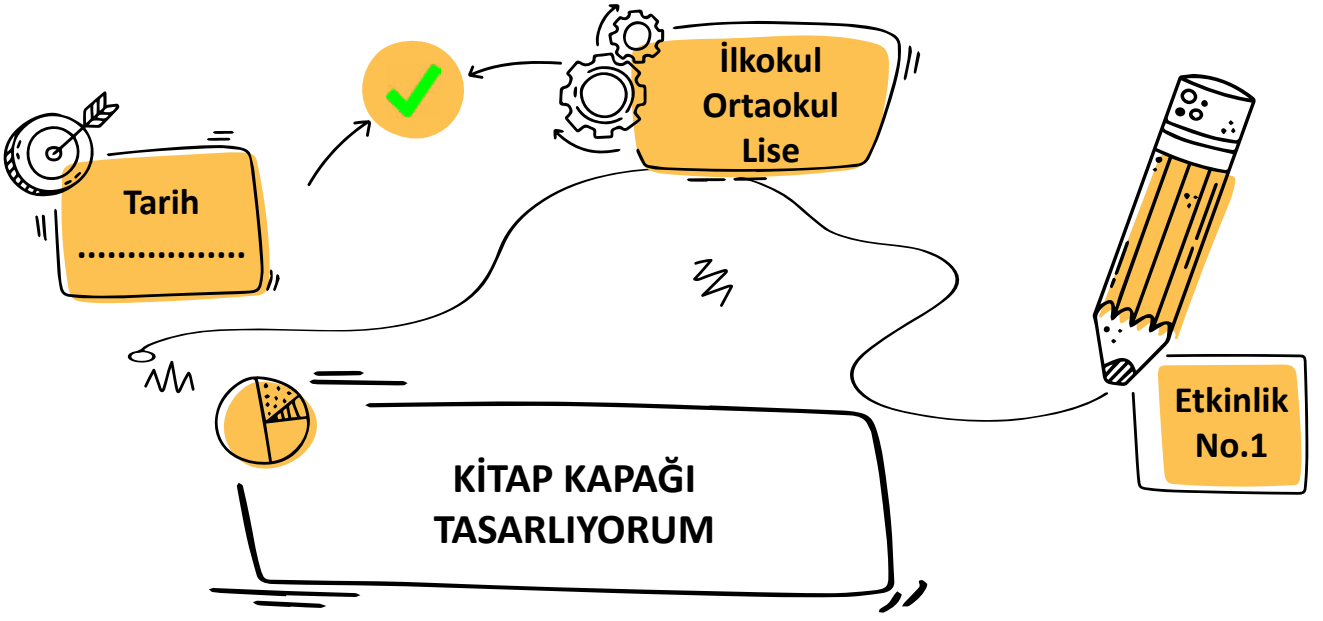 İlkokul
Ortaokul
Lise
Tarih
.................
Etkinlik
No.1
KİTAP KAPAĞI
TASARLIYORUM